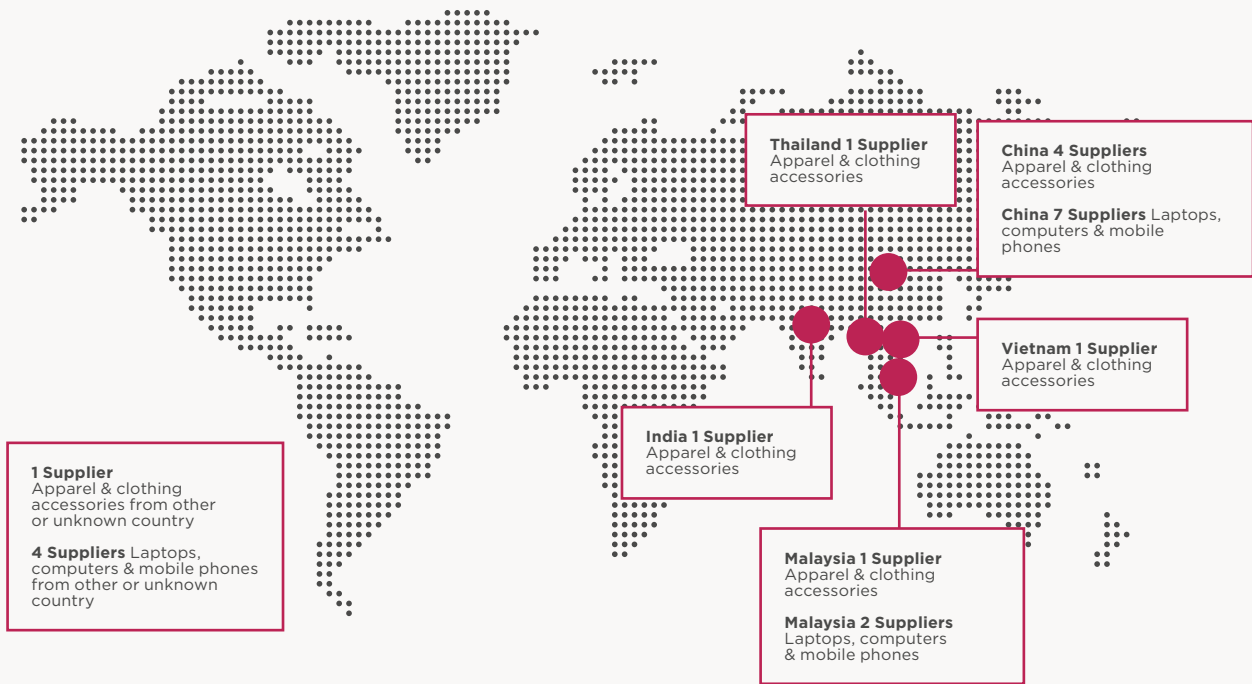 Thailand 1 Supplier
Apparel & clothing
accessories
China 4 Suppliers
Apparel & clothing
accessories
China 7 Suppliers Laptops,
computers & mobile
phones
Vietnam 1 Supplier
Apparel & clothing
accessories
India 1 Supplier
Apparel & clothing
accessories
1 Supplier
Apparel & clothing
accessories from other
or unknown country
4 Suppliers Laptops,
computers & mobile phones
from other or unknown
country
Malaysia 1 Supplier
Apparel & clothing
accessories
Malaysia 2 Suppliers
Laptops, computers
& mobile phones